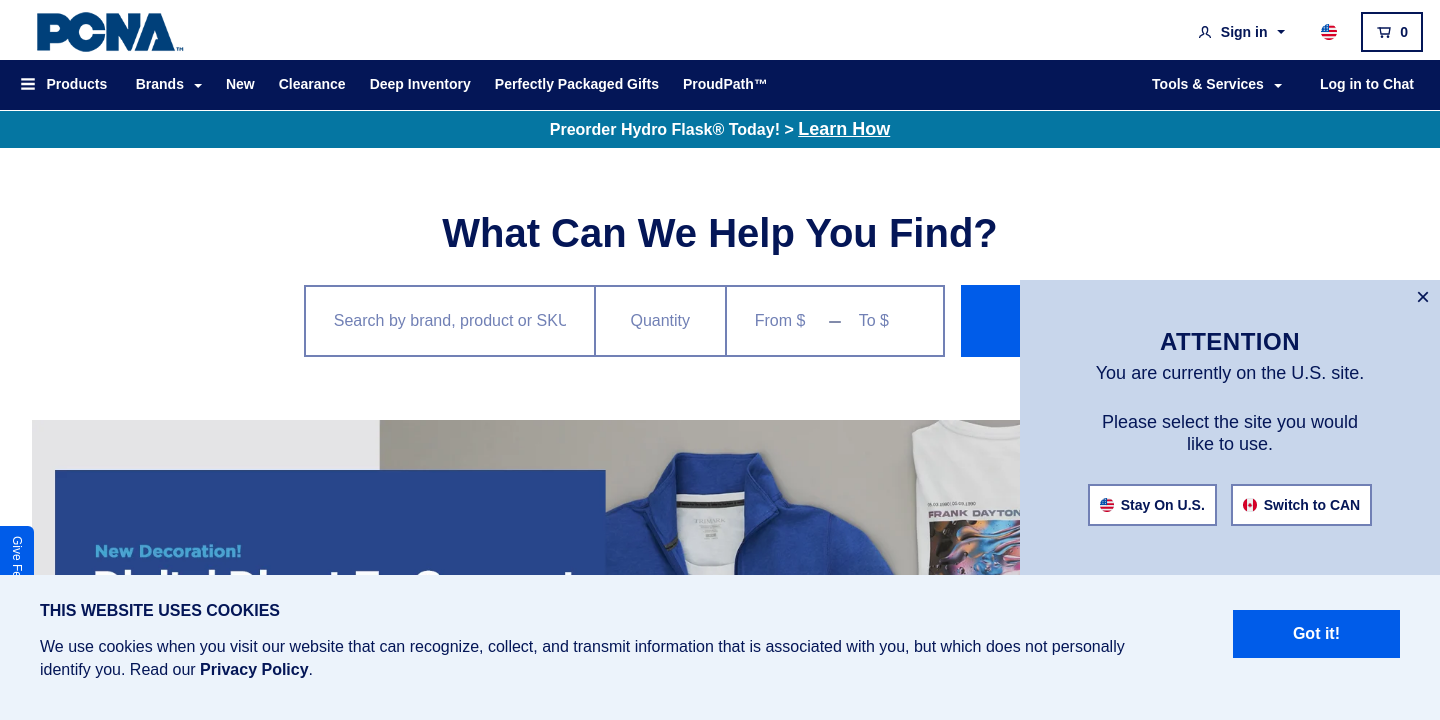 PCNA™
Sign in
0
Products
Brands
New
Clearance
Deep Inventory
Perfectly Packaged Gifts
ProudPath™
Tools & Services
Log in to Chat
Preorder Hydro Flask® Today! > Learn How
What Can We Help You Find?
Search by brand, product or SKU
Quantity
From $
To $
×
ATTENTION
You are currently on the U.S. site.
Please select the site you would
like to use.
Stay On U.S.
Switch to CAN
FRANK DAYTON
New Decoration!
Give
THIS WEBSITE USES COOKIES
We use cookies when you visit our website that can recognize, collect, and transmit information that is associated with you, but which does not personally
identify you. Read our Privacy Policy.
Got it!